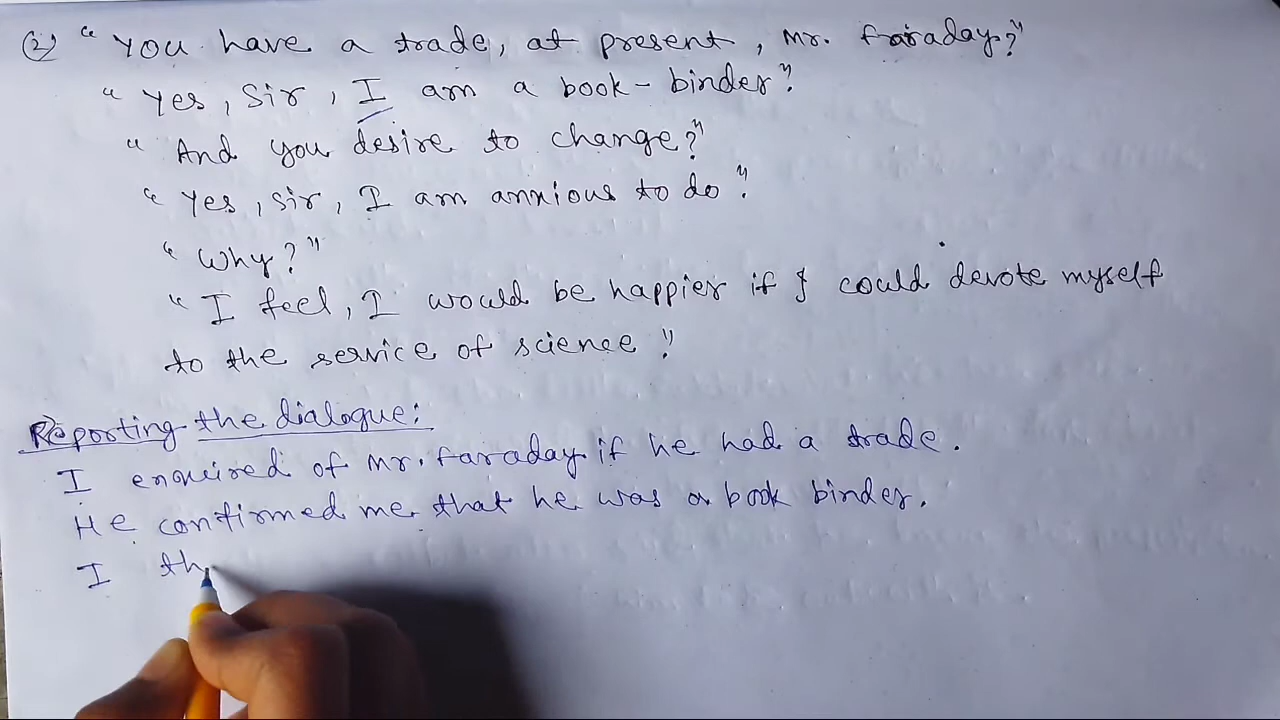 (2) "You have a trade, at present, Mr. Faraday?"
"Yes, Sir, I am a book-binder."
"And you desire to change?"
"Yes, Sir, I am anxious to do".
"Why?"
"I feel, I would be happier if I could devote myself
to the service of science."
Reporting the dialogue:
I enquired of Mr. Faraday if he had a trade.
He confirmed me that he was a book binder.
I th